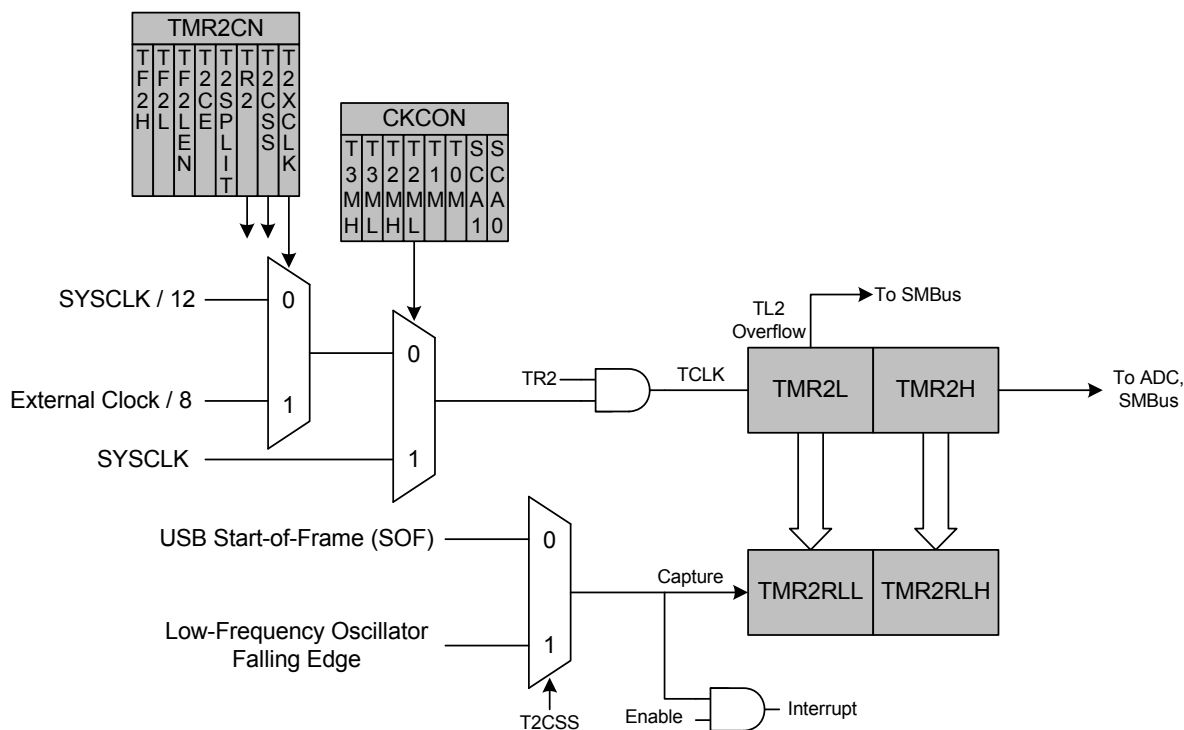 TMR2CN
TF2H
TF2L
TF2LEN
T2CE
T2SPLIT
TR2
T2CSS
T2XCLK
CKCON
T3MH
T3ML
T2MH
T2ML
T1M
T0M
SCA1
SCA0
SYSCLK / 12
0
External Clock / 8
1
SYSCLK
0
1
TR2
TCLK
TL2
Overflow
To SMBus
TMR2L
TMR2H
To ADC,
SMBus
USB Start-of-Frame (SOF)
0
Low-Frequency Oscillator
Falling Edge
1
T2CSS
Capture
TMR2RLL
TMR2RLH
Enable
Interrupt